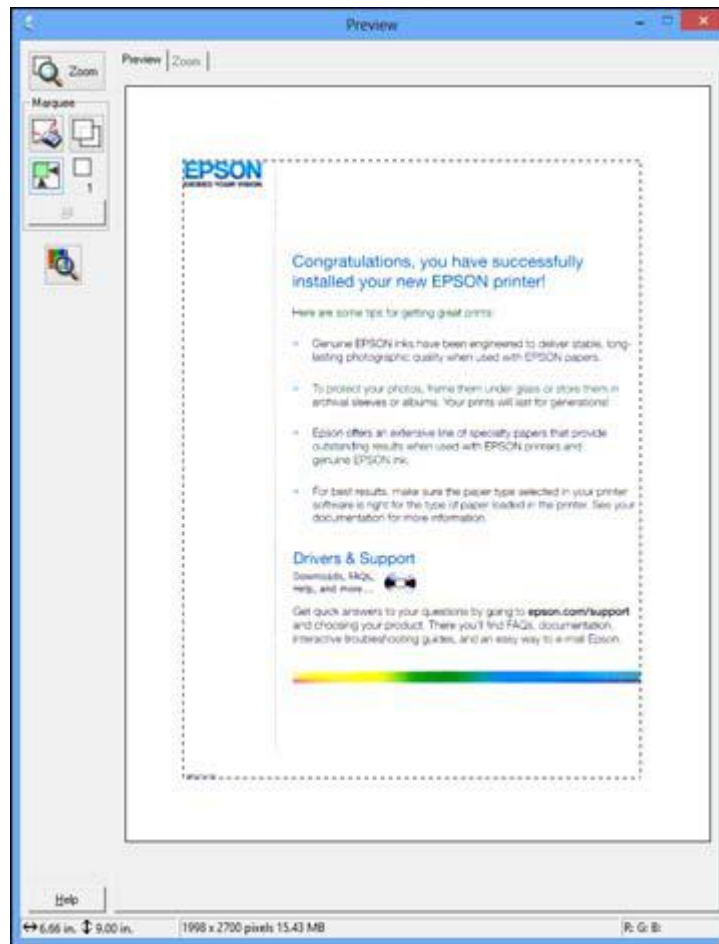 Preview
Zoom
Preview Zoom
Marquee
1
EPSON
EXCEED YOUR VISION
Congratulations, you have successfully
installed your new EPSON printer!
Here are some tips for getting great prints:
Genuine EPSON inks have been engineered to deliver stable, long-
lasting photographic quality when used with EPSON papers.
To protect your photos, frame them under glass or store them in
archival sleeves or albums. Your prints will last for generations!
Epson offers an extensive line of specialty papers that provide
outstanding results when used with EPSON printers and
genuine EPSON ink.
For best results, make sure the paper type selected in your printer
software is right for the type of paper loaded in the printer. See your
documentation for more information.
Drivers & Support
Downloads, FAQs,
Help, and more ...
Get quick answers to your questions by going to epson.com/support
and choosing your product. There you'll find FAQs, documentation,
interactive troubleshooting guides, and an easy way to e-mail Epson.
Help
6.66 in. 9.00 in. 1998 x 2700 pixels 15.43 MB R: G: B: